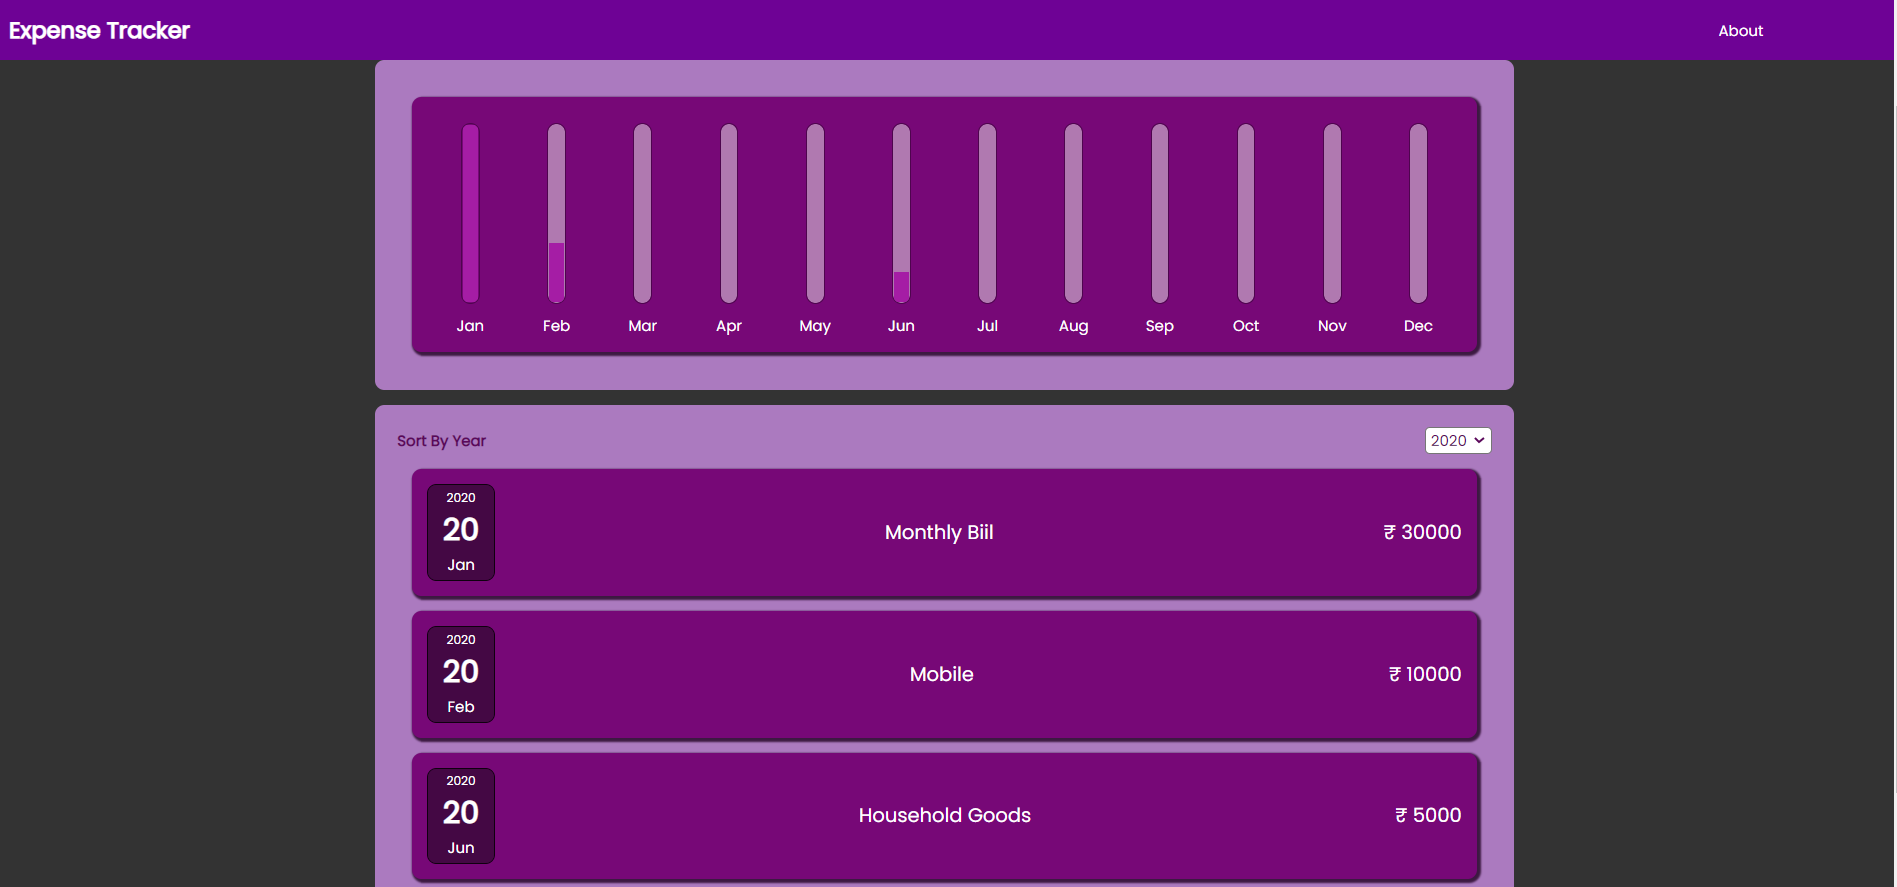 Expense Tracker
About
Jan Feb Mar Apr May Jun Jul Aug Sep Oct Nov Dec
Sort By Year
2020
2020
20
Jan
Monthly Biil
₹ 30000
2020
20
Feb
Mobile
₹ 10000
2020
20
Jun
Household Goods
₹ 5000